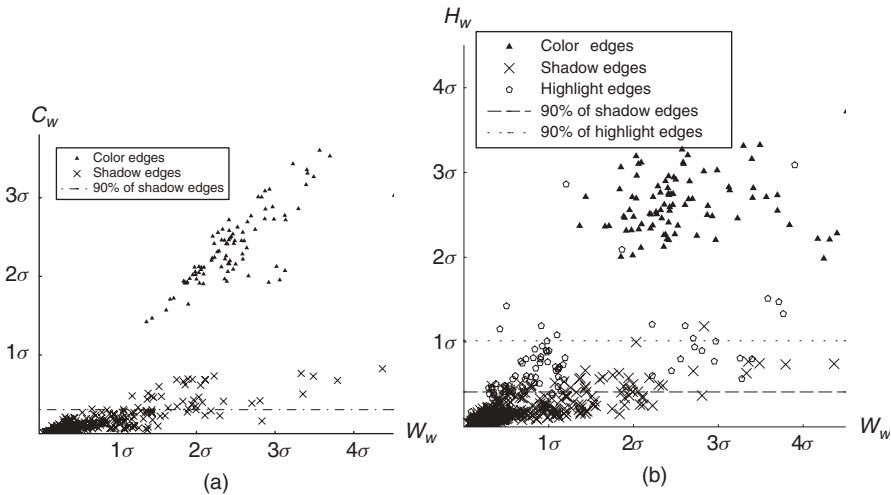 C_w
Color edges
Shadow edges
90% of shadow edges
3σ
2σ
1σ
1σ
2σ
3σ
4σ
W_w
(a)
H_w
Color edges
Shadow edges
Highlight edges
90% of shadow edges
90% of highlight edges
4σ
3σ
2σ
1σ
1σ
2σ
3σ
4σ
W_w
(b)